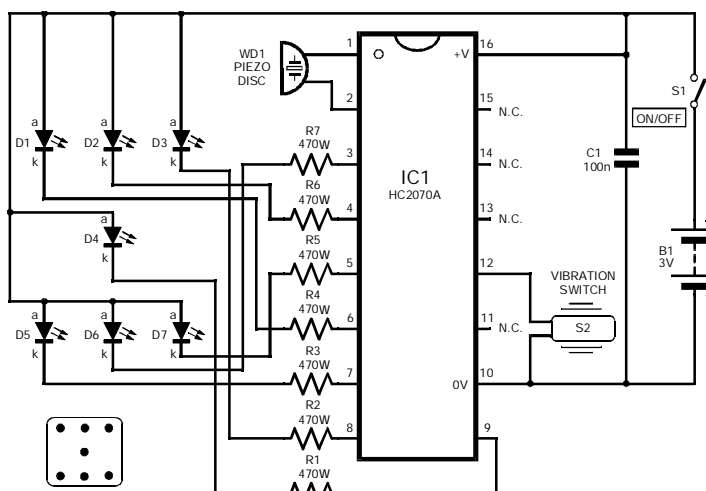 WD1
PIEZO
DISC
1
16
+V
2
15
N.C.
S1
ON/OFF
a
a
a
D1
D2
D3
k
k
k
R7
470W
3
14
N.C.
C1
100n
IC1
HC2070A
R6
470W
4
13
N.C.
a
D4
k
R5
470W
5
12
B1
3V
VIBRATION
SWITCH
R4
470W
6
11
N.C.
S2
D5
D6
D7
k
k
k
R3
470W
7
10
0V
R2
470W
8
9
R1
470W